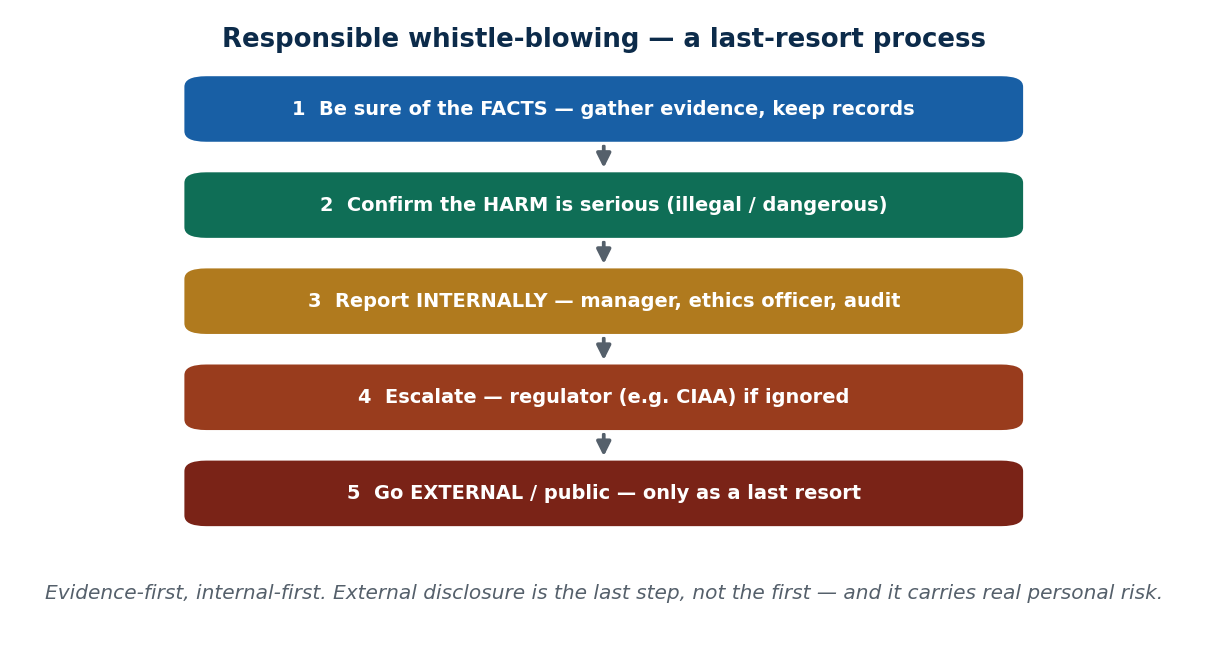 Responsible whistle-blowing — a last-resort process
1 Be sure of the FACTS — gather evidence, keep records
2 Confirm the HARM is serious (illegal / dangerous)
3 Report INTERNALLY — manager, ethics officer, audit
4 Escalate — regulator (e.g. CIAA) if ignored
5 Go EXTERNAL / public — only as a last resort
Evidence-first, internal-first. External disclosure is the last step, not the first — and it carries real personal risk.